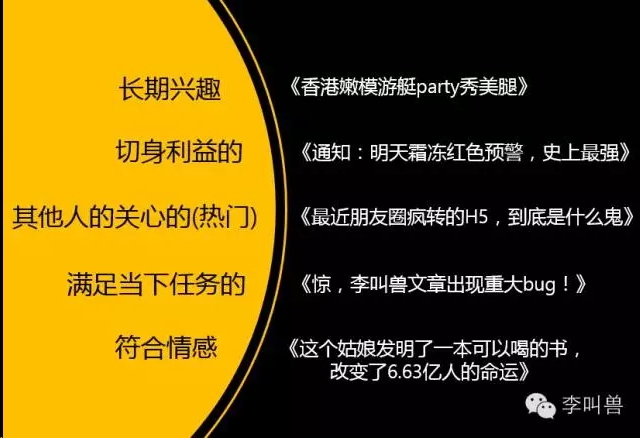 长期兴趣 《香港嫩模游艇party秀美腿》
切身利益的 《通知：明天霜冻红色预警，史上最强》
其他人的关心的(热门) 《最近朋友圈疯转的H5，到底是什么鬼》
满足当下任务的 《惊，李叫兽文章出现重大bug！》
符合情感 《这个姑娘发明了一本可以喝的书，
改变了6.63亿人的命运》
李叫兽